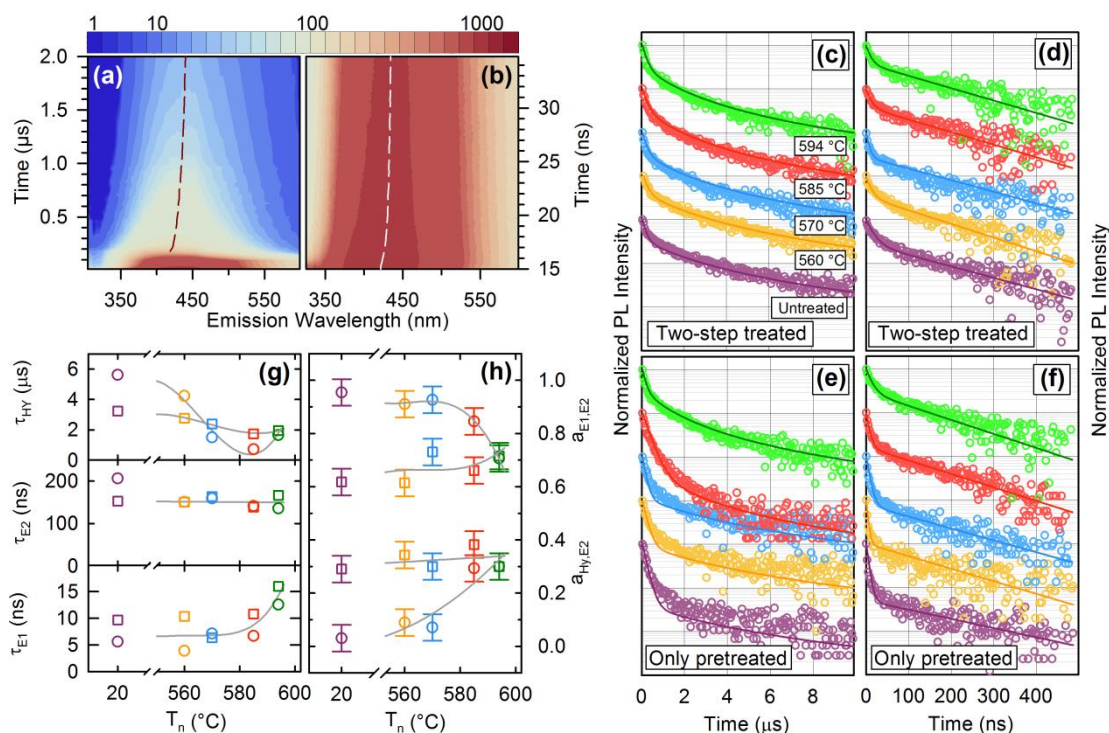 1 10 100 1000
(a)
(b)
2.0
1.5
1.0
0.5
Time (μs)
30
25
20
15
Time (ns)
350 450 550 350 450 550
Emission Wavelength (nm)
(c)
594 °C
585 °C
570 °C
560 °C
Untreated
Two-step treated
(d)
Two-step treated
Normalized PL Intensity
Normalized PL Intensity
(e)
Only pretreated
0 2 4 6 8
Time (μs)
(f)
Only pretreated
0 100 200 300 400
Time (ns)
(g)
6
4
2
0
τHY (μs)
200
100
0
τE2 (ns)
15
10
5
0
τE1 (ns)
20 560 580 600
Tn (°C)
(h)
1.0
0.8
0.6
0.4
0.2
0.0
aE1,E2
aHy,E2
20 560 580 600
Tn (°C)